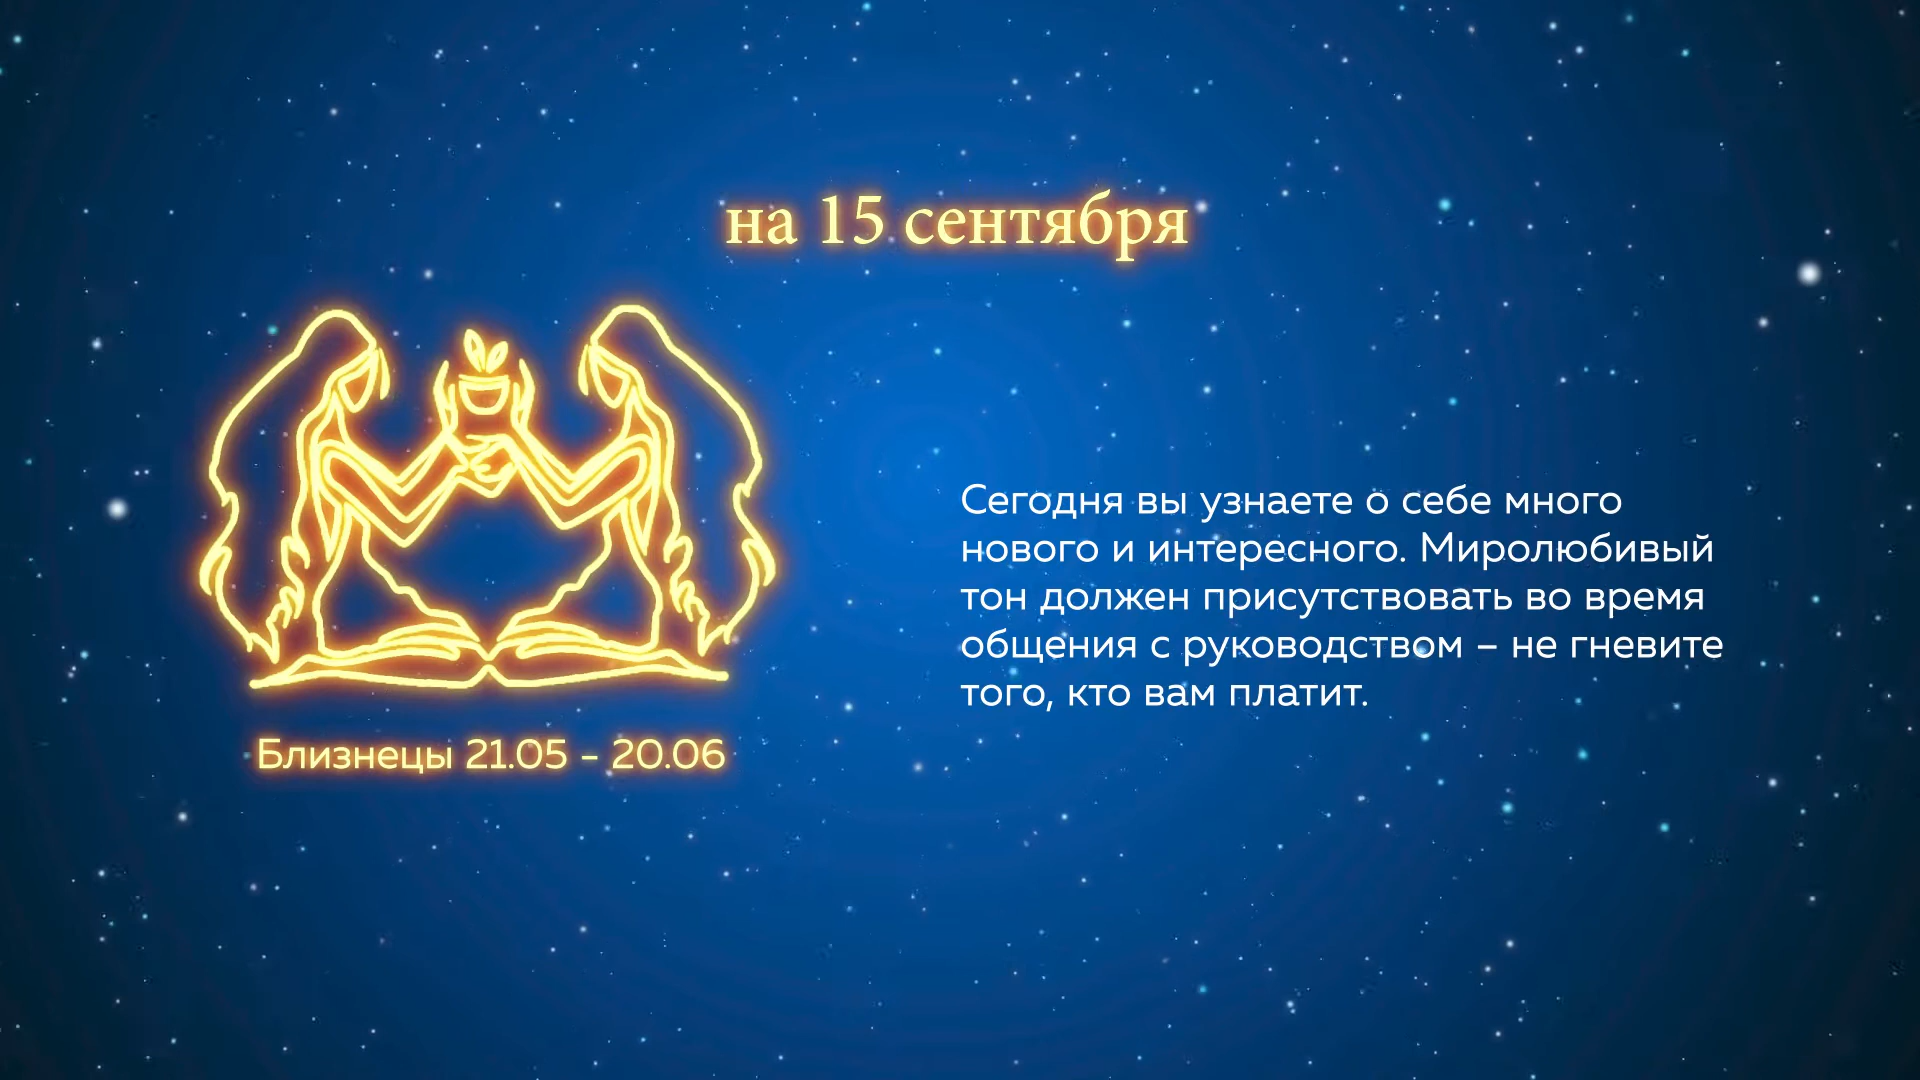 на 15 сентября
Сегодня вы узнаете о себе много
нового и интересного. Миролюбивый
тон должен присутствовать во время
общения с руководством – не гневите
того, кто вам платит.
Близнецы 21.05 - 20.06